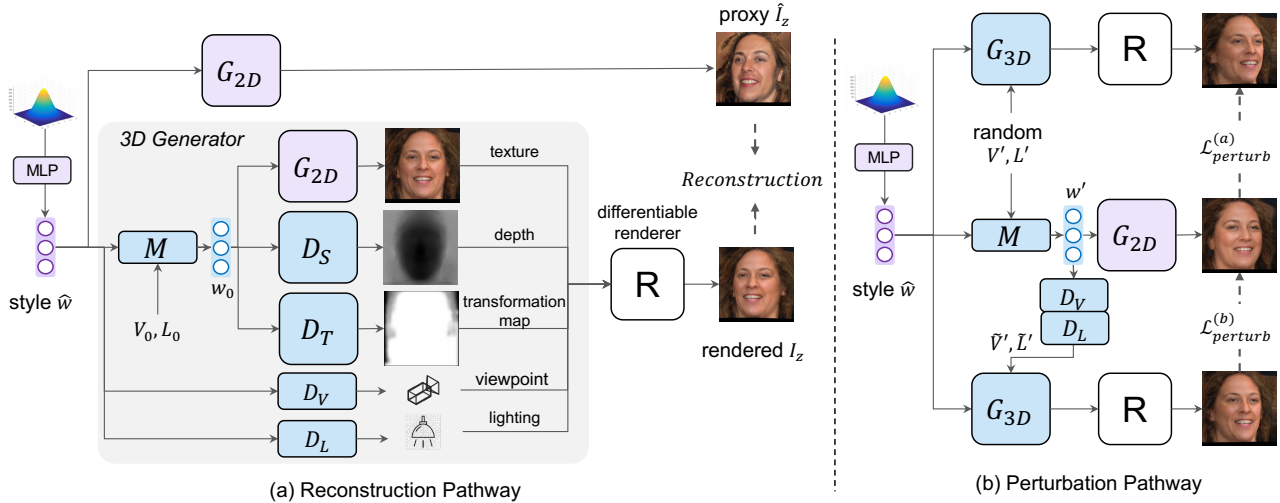 proxy Î_z
G_2D
3D Generator
MLP
G_2D
texture
Reconstruction
differentiable
renderer
M
D_S
depth
R
w_0
style ŵ
V_0, L_0
D_T
transformation
map
rendered I_z
D_V
viewpoint
lighting
D_L
(a) Reconstruction Pathway
G_3D
R
random
V′, L′
MLP
ℒ_perturb^(a)
w′
M
G_2D
style ŵ
D_V
D_L
Ṽ′, L̃′
ℒ_perturb^(b)
G_3D
R
(b) Perturbation Pathway